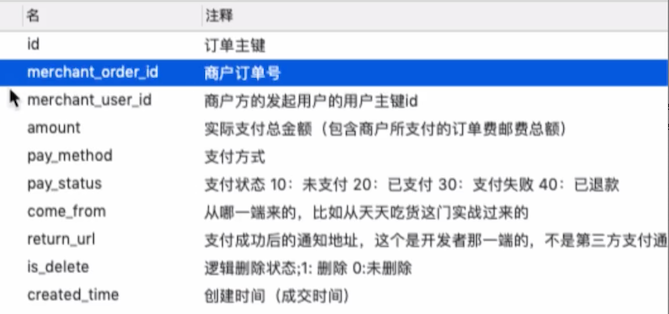 名 注释
id 订单主键
merchant_order_id 商户订单号
merchant_user_id 商户方的发起用户的用户主键id
amount 实际支付总金额（包含商户所支付的订单费邮费总额）
pay_method 支付方式
pay_status 支付状态 10：未支付 20：已支付 30：支付失败 40：已退款
come_from 从哪一端来的，比如从天天吃货这门实战过来的
return_url 支付成功后的通知地址，这个是开发者那一端的，不是第三方支付通
is_delete 逻辑删除状态;1: 删除 0:未删除
created_time 创建时间（成交时间）